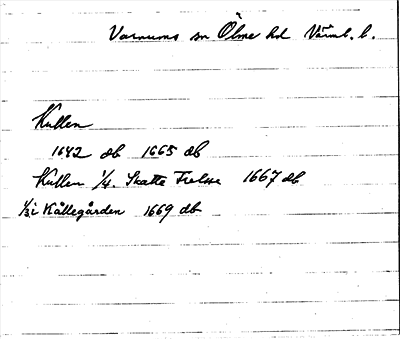 Varnums sn Ölme hd Värml. l.
Kullen
1642 db 1665 db
Kullen 1/4. Skatte Frelse 1667 db
1/3 i Källegården 1669 db